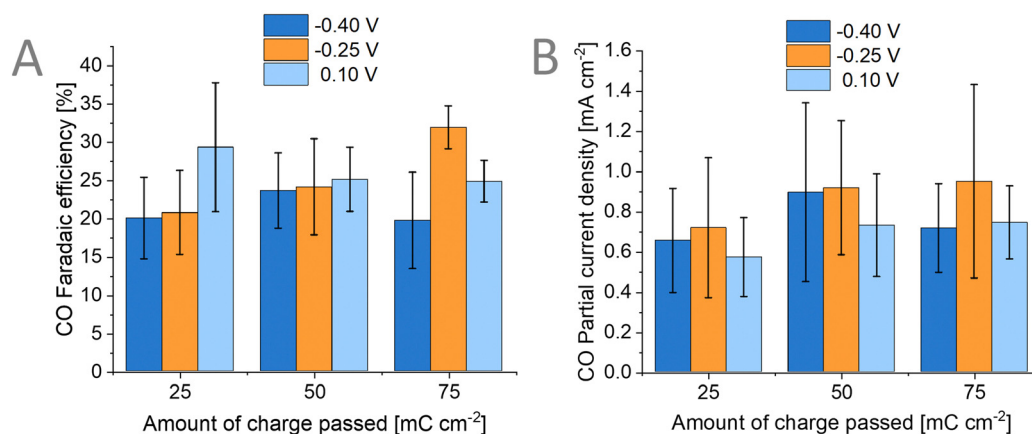 A
-0.40 V
-0.25 V
0.10 V
CO Faradaic efficiency [%]
40
35
30
25
20
15
10
5
0
25
50
75
Amount of charge passed [mC cm⁻²]
B
-0.40 V
-0.25 V
0.10 V
CO Partial current density [mA cm⁻²]
1.6
1.4
1.2
1.0
0.8
0.6
0.4
0.2
0.0
25
50
75
Amount of charge passed [mC cm⁻²]